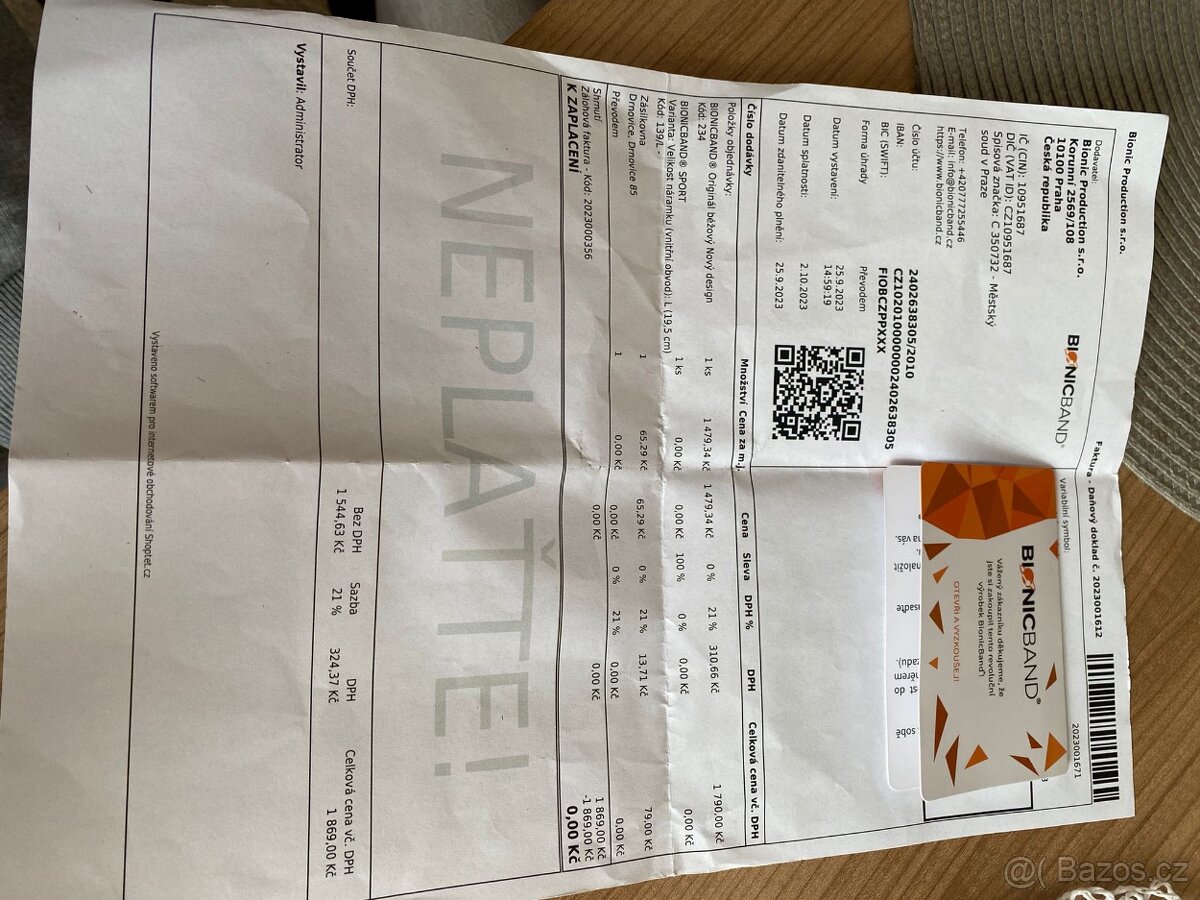 Bionic Production s.r.o.
Faktura - Daňový doklad č. 2023001612
Dodavatel:
Bionic Production s.r.o.
Korunní 2569/108
10100 Praha
Česká republika
BIONICBAND®
IČ (CIN): 10951687
DIČ (VAT ID): CZ10951687
Spisová značka: C 350732 - Městský
soud v Praze
Telefon: +420777255446
E-mail: info@bionicband.cz
https://www.bionicband.cz
Variabilní symbol:
2023001671
Číslo účtu: 2402638305/2010
IBAN: CZ1020100000002402638305
BIC (SWIFT): FIOBCZPPXXX
Forma úhrady Převodem
Datum vystavení: 25.9.2023
14:59:19
Datum splatnosti: 2.10.2023
Datum zdanitelného plnění: 25.9.2023
BIONICBAND®
Vážený zákazníku děkujeme, že
jste si zakoupil tento revoluční
výrobek BionicBand!
OTEVŘI A VYZKOUŠEJ!
na vás.
naložit
st do
sobě
3
Číslo dodávky Množství Cena za m.j. Cena Sleva DPH % DPH Celková cena vč. DPH
Položky objednávky:
BIONICBAND® Originál béžový Nový design 1 ks 1 479,34 Kč 1 479,34 Kč 0 % 21 % 310,66 Kč 1 790,00 Kč
Kód: 234
BIONICBAND® SPORT 1 ks 0,00 Kč 0,00 Kč 100 % 0 % 0,00 Kč 0,00 Kč
Varianta: Velikost náramku (vnitřní obvod): L (19,5 cm)
Kód: 139/L-
Zásilkovna 1 65,29 Kč 65,29 Kč 0 % 21 % 13,71 Kč 79,00 Kč
Drnovice, Drnovice 85
Převodem 1 0,00 Kč 0,00 Kč 0 % 21 % 0,00 Kč 0,00 Kč
Shrnutí 1 869,00 Kč
Zálohová faktura - Kód: 2023000356 0,00 Kč 0,00 Kč -1 869,00 Kč
K ZAPLACENÍ 0,00 Kč
NEPLAŤTE!
Bez DPH Sazba DPH Celková cena vč. DPH
Součet DPH: 1 544,63 Kč 21 % 324,37 Kč 1 869,00 Kč
Vystavil: Administrátor
Vystaveno softwarem pro internetové obchodování Shoptet.cz
@( Bazos.cz